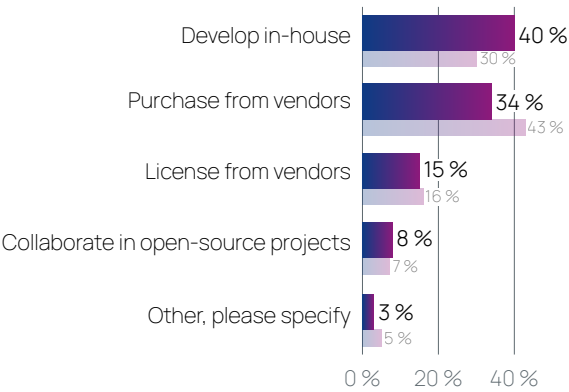 Develop in-house
40 %
30 %
Purchase from vendors
34 %
43 %
License from vendors
15 %
16 %
Collaborate in open-source projects
8 %
7 %
Other, please specify
3 %
5 %
0 % 20 % 40 %